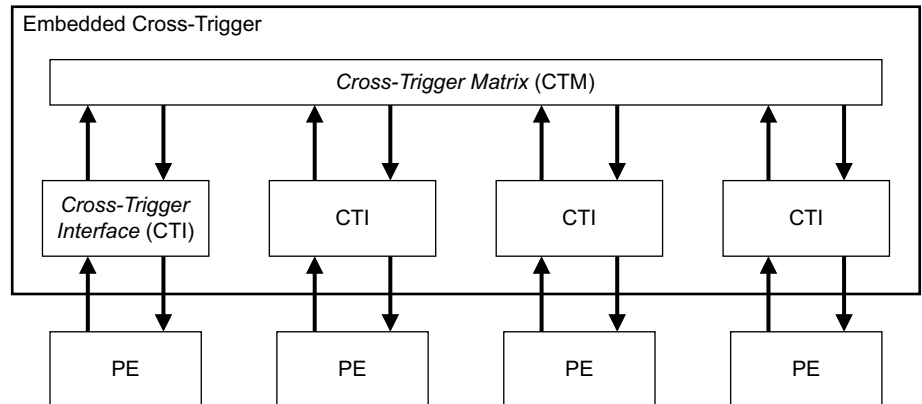 Embedded Cross-Trigger
Cross-Trigger Matrix (CTM)
Cross-Trigger
Interface (CTI)
CTI
CTI
CTI
PE
PE
PE
PE